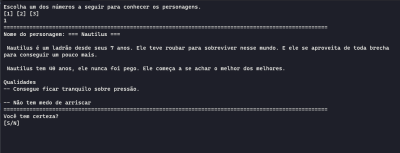 Escolha um dos números a seguir para conhecer os personagens.
[1] [2] [3]
1
================================================================================
Nome do personagem: === Nautilus ===
Nautilus é um ladrão desde seus 7 anos. Ele teve roubar para sobreviver nesse mundo. E ele se aproveita de toda brecha
para conseguir um pouco mais.
Nautilus tem 40 anos, ele nunca foi pego. Ele começa a se achar o melhor dos melhores.
Qualidades
-- Consegue ficar tranquilo sobre pressão.
-- Não tem medo de arriscar
================================================================================
Você tem certera?
[S/N]